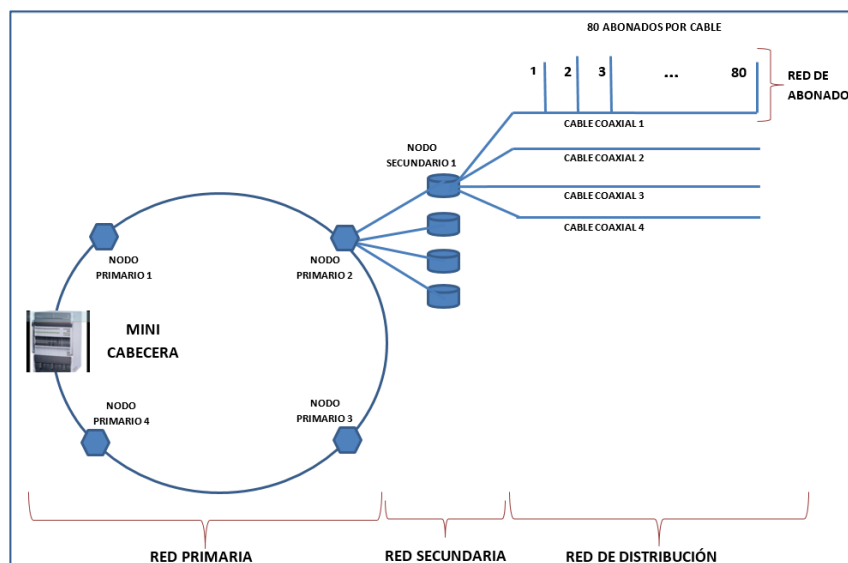 80 ABONADOS POR CABLE
1 2 3 ... 80
RED DE
ABONADO
CABLE COAXIAL 1
NODO
SECUNDARIO 1
CABLE COAXIAL 2
CABLE COAXIAL 3
CABLE COAXIAL 4
NODO
PRIMARIO 1
NODO
PRIMARIO 2
MINI
CABECERA
NODO
PRIMARIO 4
NODO
PRIMARIO 3
RED PRIMARIA
RED SECUNDARIA
RED DE DISTRIBUCIÓN